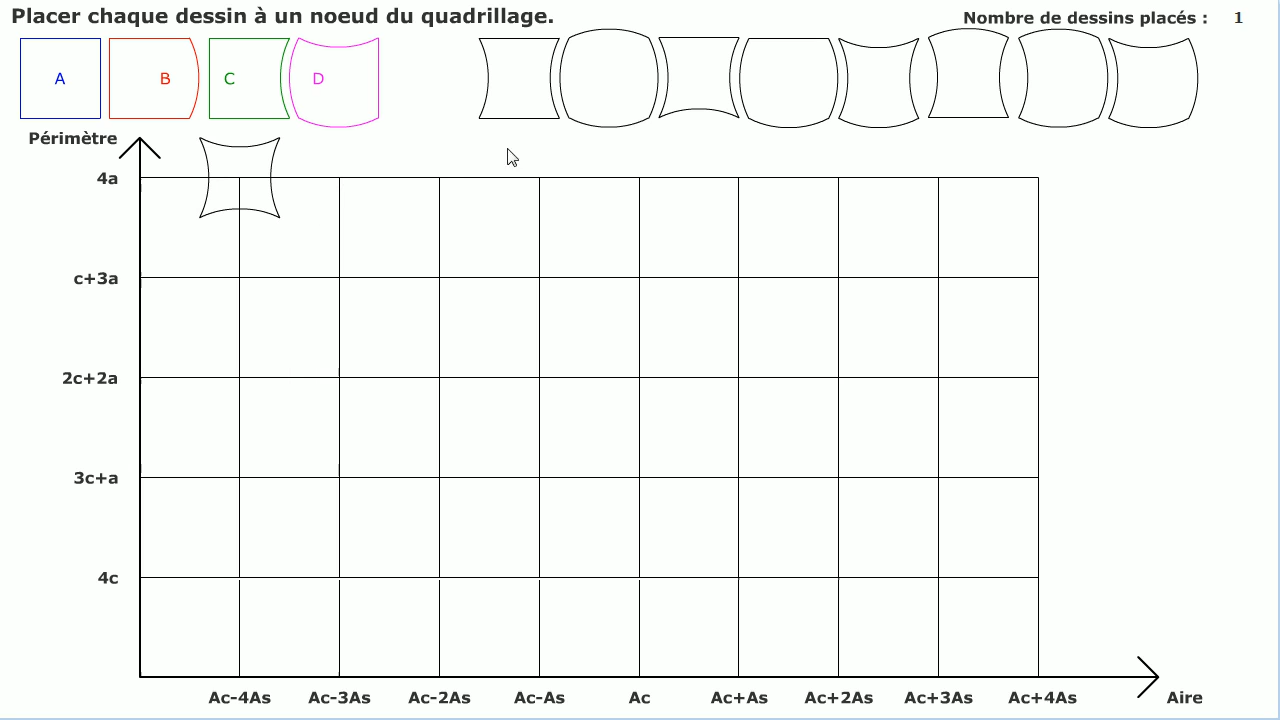 Placer chaque dessin à un noeud du quadrillage.
Nombre de dessins placés : 1
A B C D
Périmètre
4a
c+3a
2c+2a
3c+a
4c
Ac-4As Ac-3As Ac-2As Ac-As Ac Ac+As Ac+2As Ac+3As Ac+4As Aire